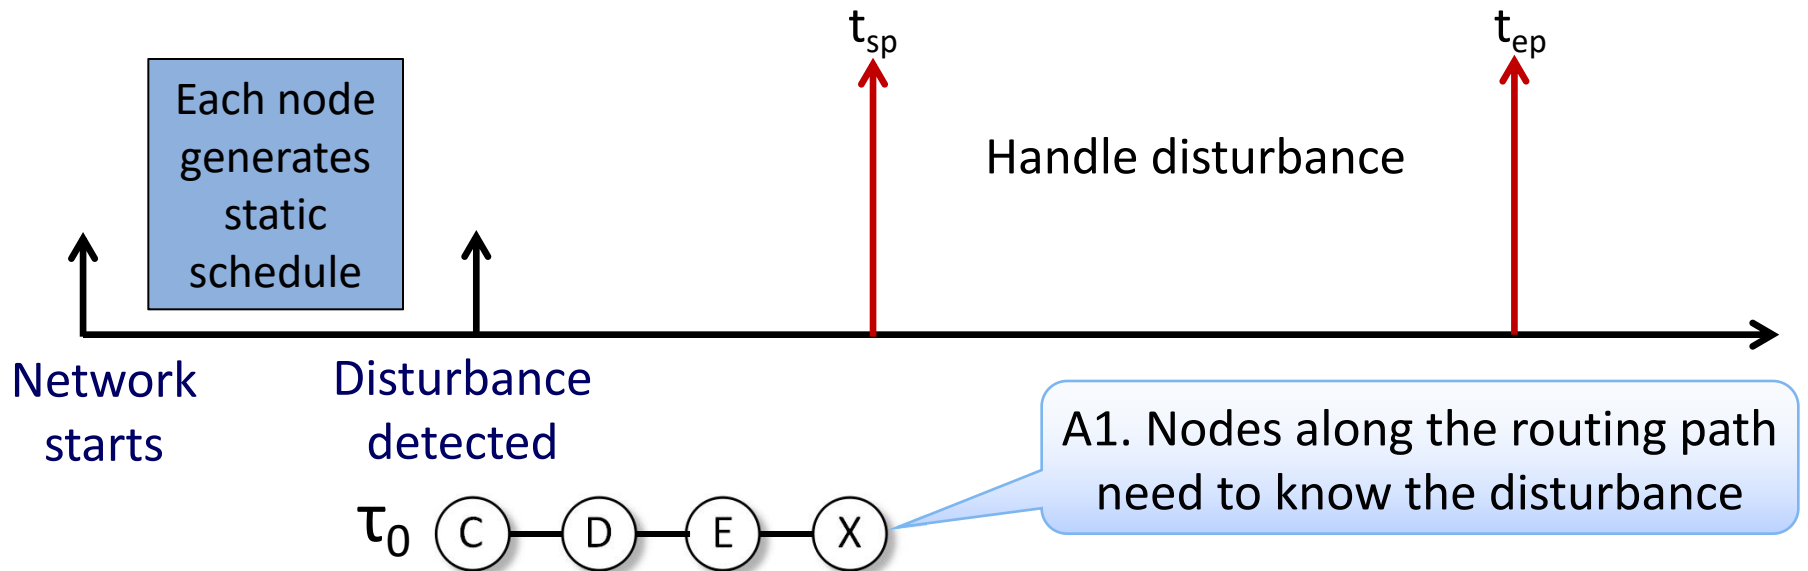 t_sp
t_ep
Each node
generates
static
schedule
Handle disturbance
Network
starts
Disturbance
detected
A1. Nodes along the routing path
need to know the disturbance
τ_0 C D E X